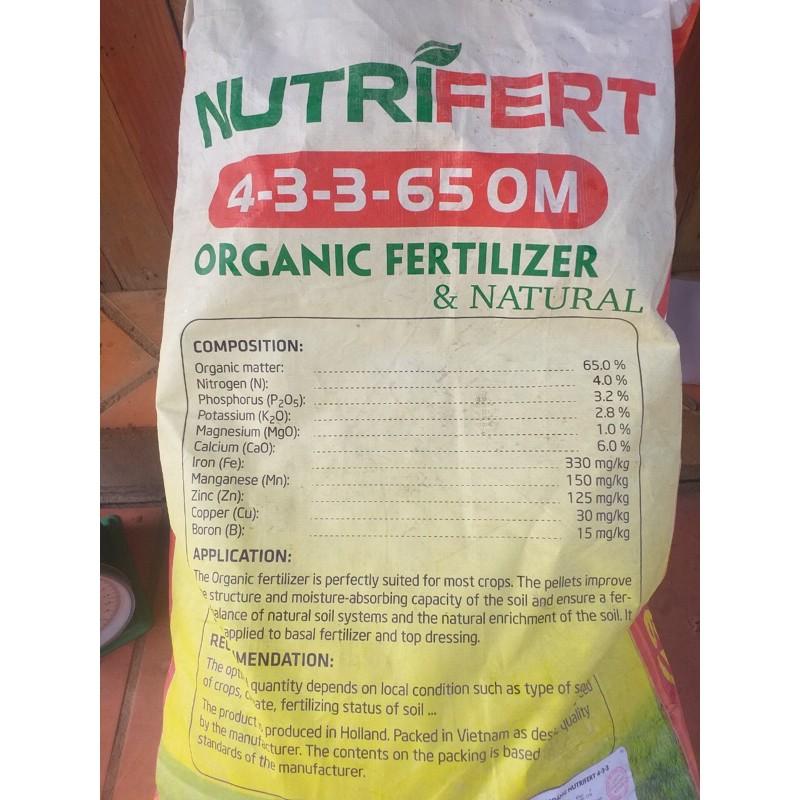 NUTRIFERT
4-3-3-65 OM
ORGANIC FERTILIZER
& NATURAL
COMPOSITION:
Organic matter: 65.0 %
Nitrogen (N): 4.0 %
Phosphorus (P₂O₅): 3.2 %
Potassium (K₂O): 2.8 %
Magnesium (MgO): 1.0 %
Calcium (CaO): 6.0 %
Iron (Fe): 330 mg/kg
Manganese (Mn): 150 mg/kg
Zinc (Zn): 125 mg/kg
Copper (Cu): 30 mg/kg
Boron (B): 15 mg/kg
APPLICATION:
The Organic fertilizer is perfectly suited for most crops. The pellets improve
structure and moisture-absorbing capacity of the soil and ensure a fer-
alance of natural soil systems and the natural enrichment of the soil. It
applied to basal fertilizer and top dressing.
MENDATION:
The quantity depends on local condition such as type of
of crops, fertilizing status of soil ...
The product produced in Holland. Packed in Vietnam as quality
by the manufacturer. The contents on the packing is based
standards of the manufacturer.
NUTRIFERT 4-3-3